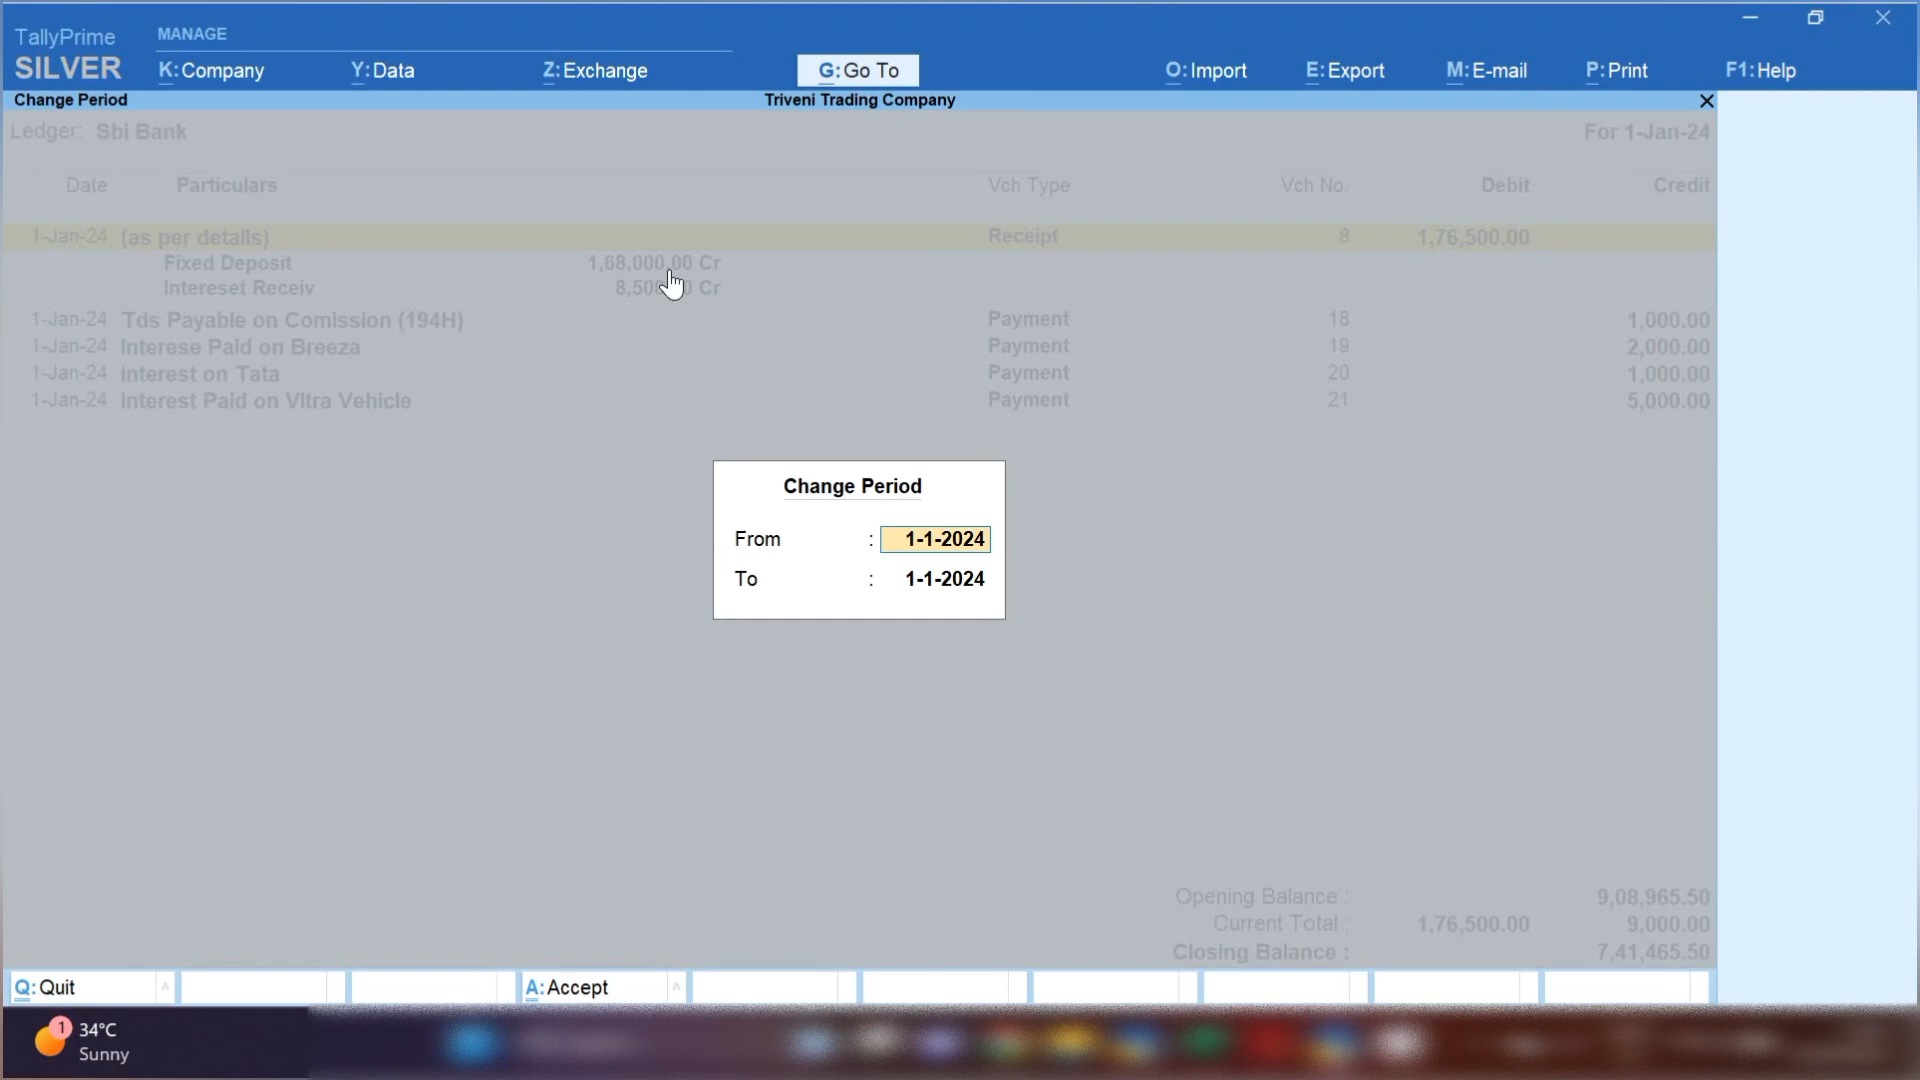 TallyPrime MANAGE
SILVER K:Company Y:Data Z:Exchange G:Go To O:Import E:Export M:E-mail P:Print F1:Help
Change Period Triveni Trading Company
Ledger: Sbi Bank For 1-Jan-24
Date Particulars Vch Type Vch No. Debit Credit
1-Jan-24 (as per details) Receipt 8 1,76,500.00
Fixed Deposit 1,68,000.00 Cr
Intereset Receiv Cr
1-Jan-24 Tds Payable on Comission (194H) Payment 18 1,000.00
1-Jan-24 Interese Paid on Breeza Payment 19 2,000.00
1-Jan-24 Interest on Tata Payment 20 1,000.00
1-Jan-24 Interest Paid on Vltra Vehicle Payment 21 5,000.00
Change Period
From : 1-1-2024
To : 1-1-2024
Opening Balance : 9,08,965.50
Current Total : 1,76,500.00 9,000.00
Closing Balance : 7,41,465.50
Q:Quit A:Accept
1 34°C
Sunny